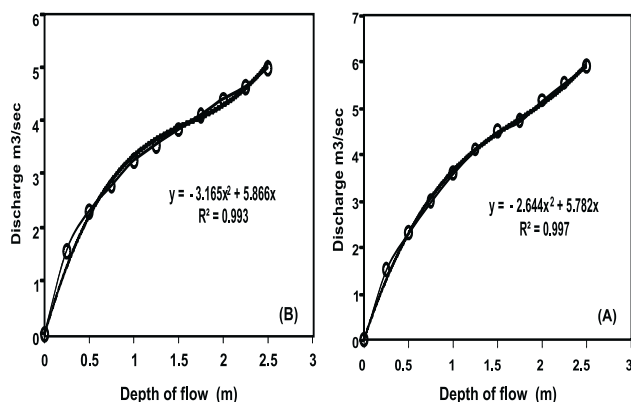 6
5
4
3
2
1
0
Discharge m3/sec
y = - 3.165x² + 5.866x
R² = 0.993
(B)
0 0.5 1 1.5 2 2.5 3
Depth of flow (m)
7
6
5
4
3
2
1
0
Discharge m3/sec
y = - 2.644x² + 5.782x
R² = 0.997
(A)
0 0.5 1 1.5 2 2.5 3
Depth of flow (m)